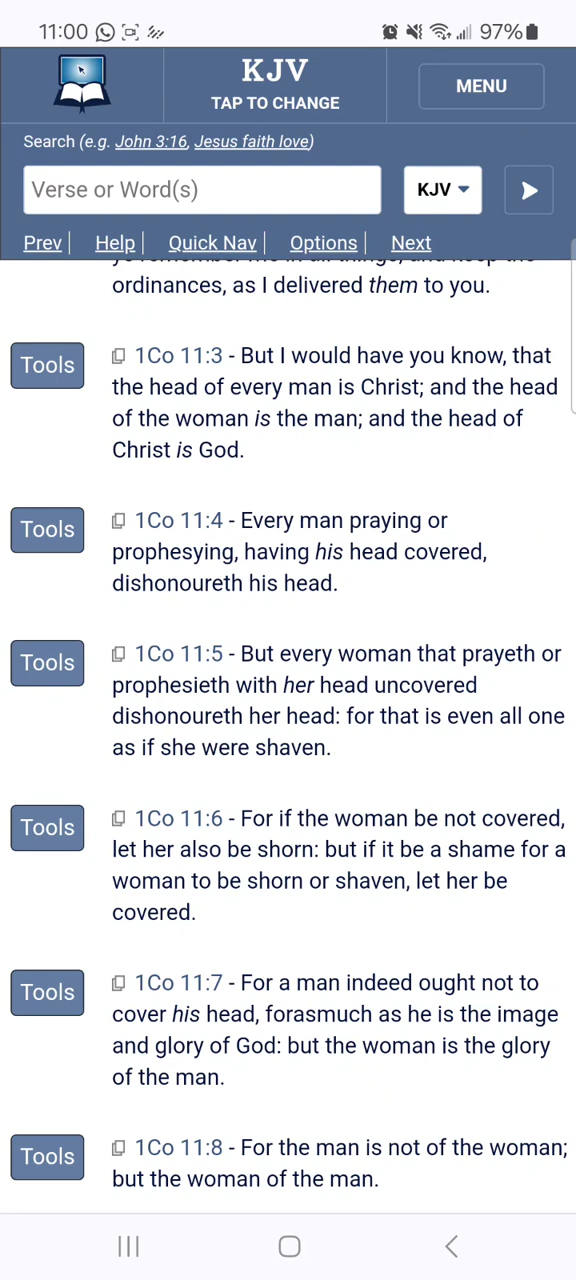 11:00 97%
KJV
TAP TO CHANGE
MENU
Search (e.g. John 3:16, Jesus faith love)
Verse or Word(s)
KJV
Prev | Help | Quick Nav | Options | Next
ordinances, as I delivered them to you.
Tools
1Co 11:3 - But I would have you know, that
the head of every man is Christ; and the head
of the woman is the man; and the head of
Christ is God.
Tools
1Co 11:4 - Every man praying or
prophesying, having his head covered,
dishonoureth his head.
Tools
1Co 11:5 - But every woman that prayeth or
prophesieth with her head uncovered
dishonoureth her head: for that is even all one
as if she were shaven.
Tools
1Co 11:6 - For if the woman be not covered,
let her also be shorn: but if it be a shame for a
woman to be shorn or shaven, let her be
covered.
Tools
1Co 11:7 - For a man indeed ought not to
cover his head, forasmuch as he is the image
and glory of God: but the woman is the glory
of the man.
Tools
1Co 11:8 - For the man is not of the woman;
but the woman of the man.